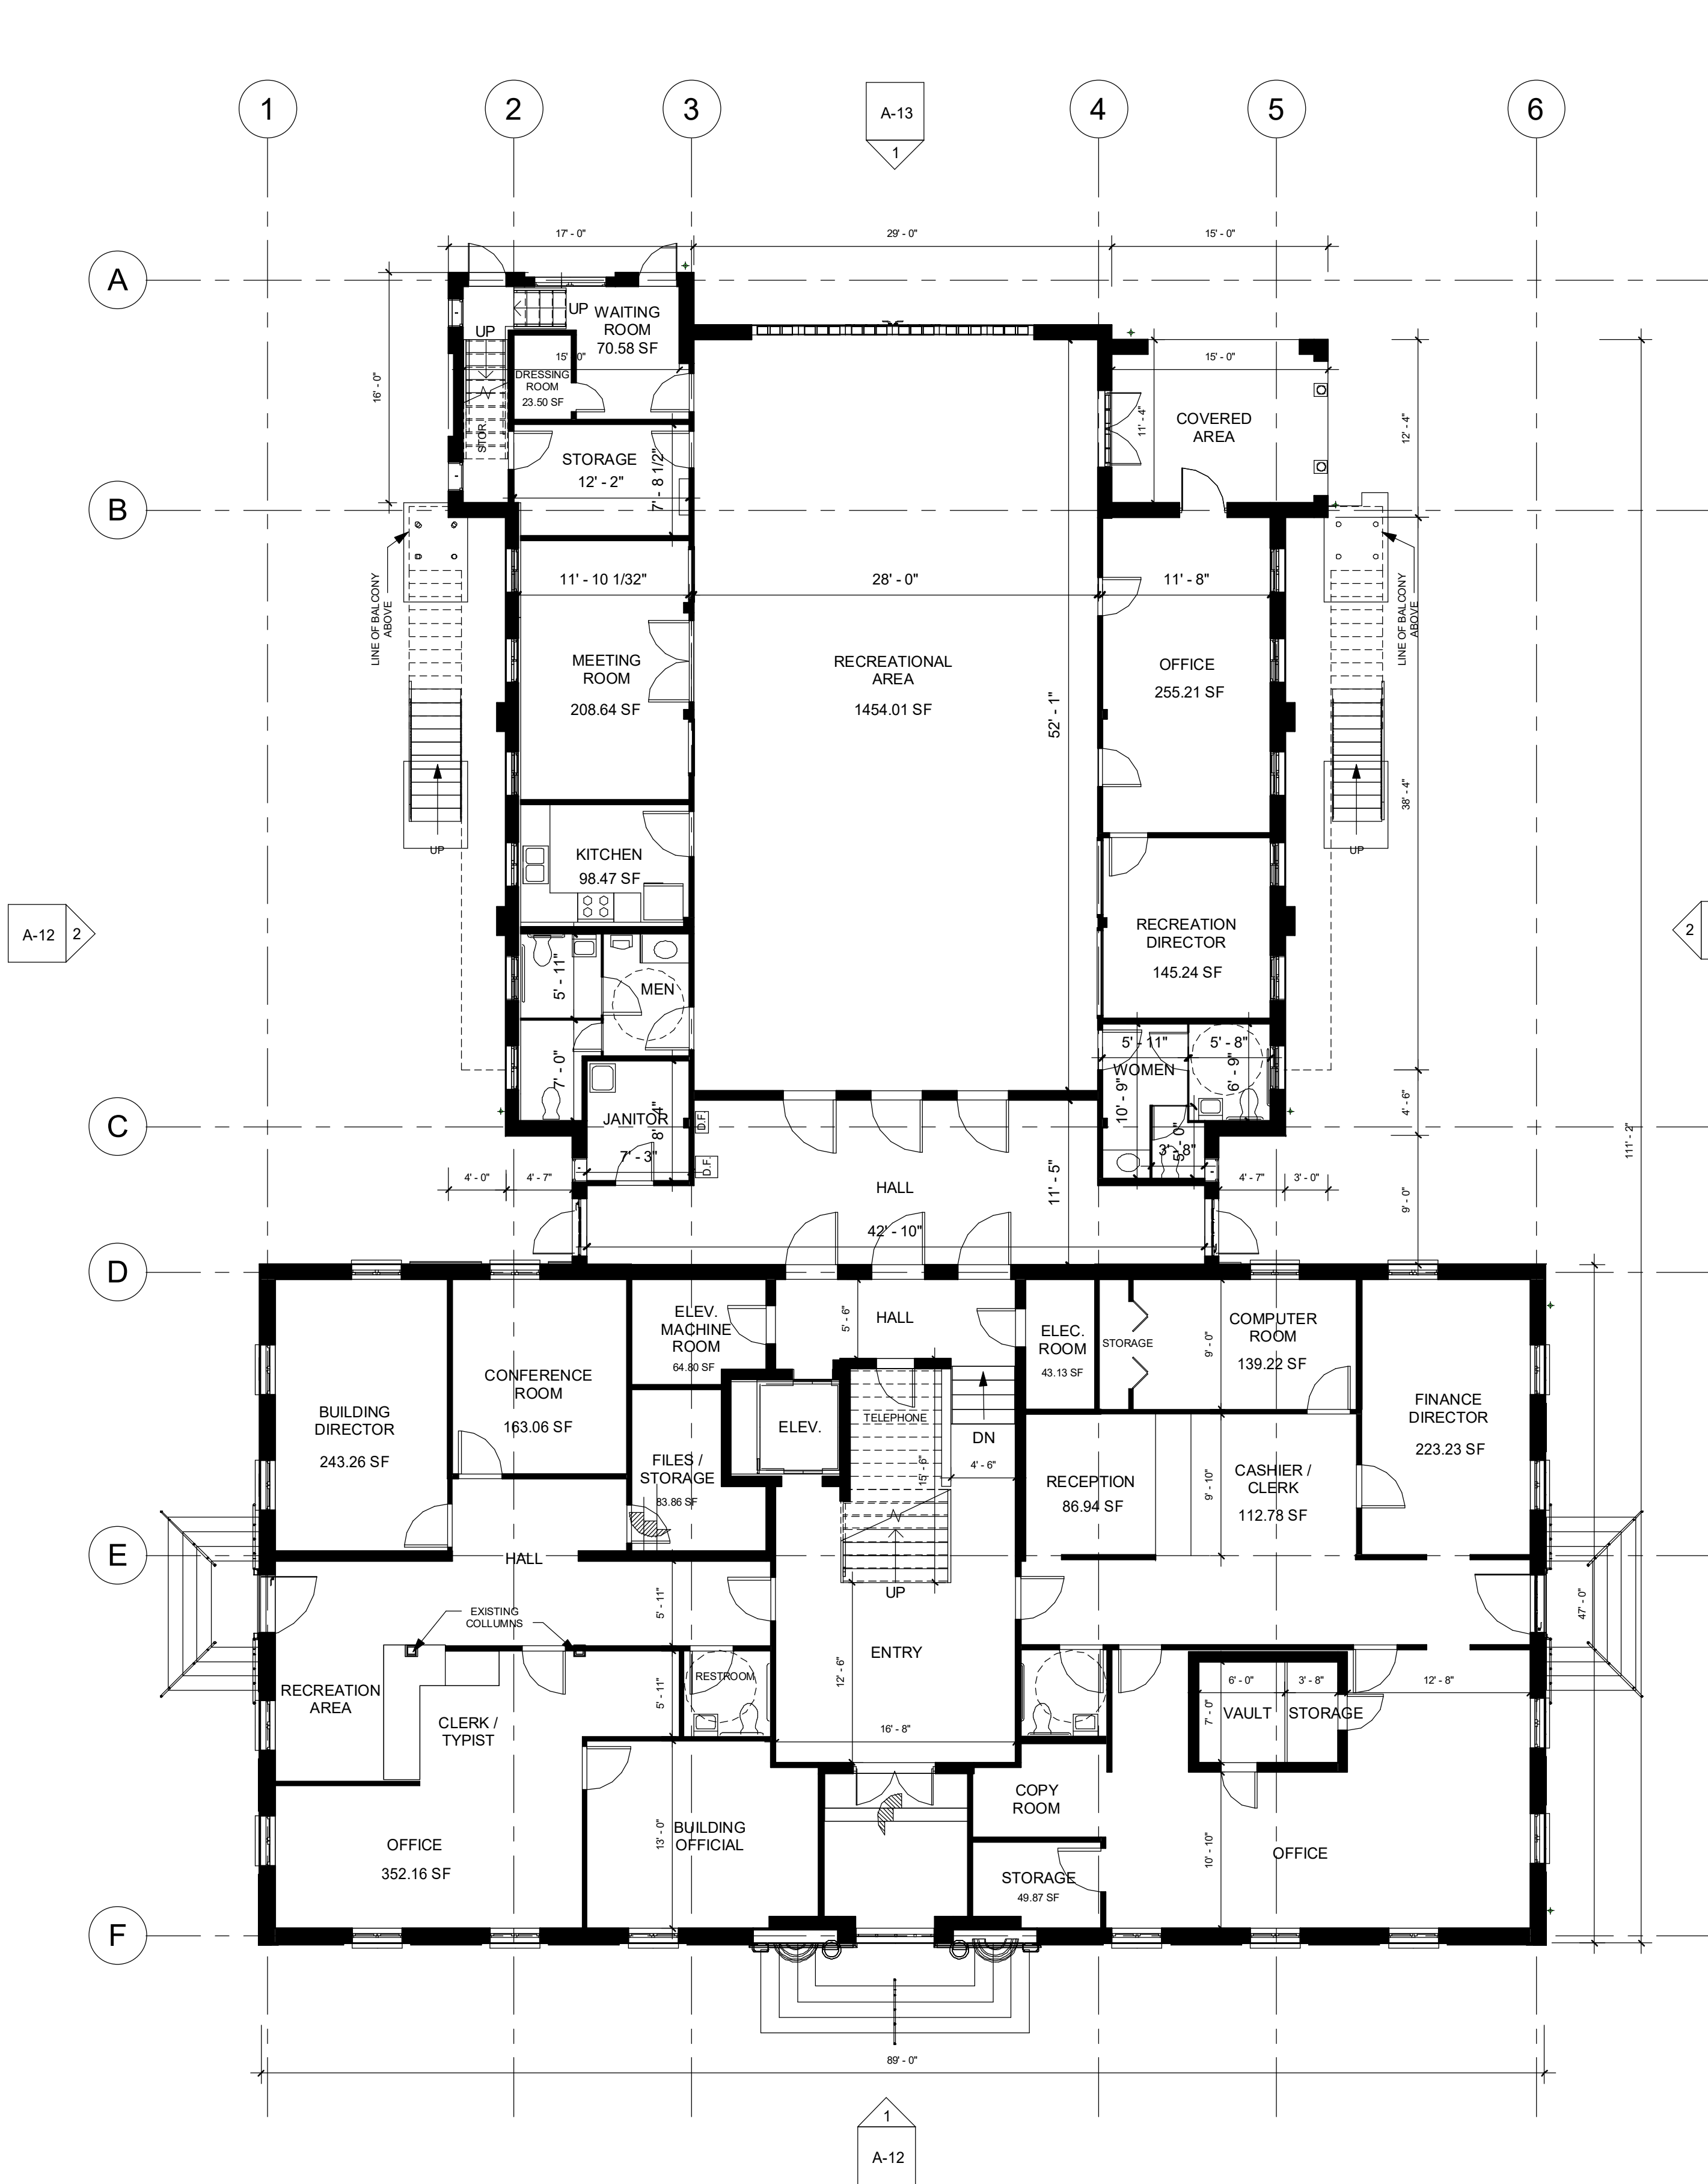 1
2
3
4
5
6
A-13
1
17' - 0"
29' - 0"
15' - 0"
A
UP
UP
WAITING
ROOM
70.58 SF
15' - 0"
DRESSING
ROOM
23.50 SF
16' - 0"
STOR.
STORAGE
12' - 2"
7' - 8 1/2"
15' - 0"
11' - 4"
COVERED
AREA
12' - 4"
B
LINE OF BALCONY
ABOVE
11' - 10 1/32"
28' - 0"
11' - 8"
LINE OF BALCONY
ABOVE
MEETING
ROOM
208.64 SF
RECREATIONAL
AREA
1454.01 SF
52' - 1"
OFFICE
255.21 SF
38' - 4"
UP
UP
KITCHEN
98.47 SF
A-12
2
RECREATION
DIRECTOR
145.24 SF
2
5' - 11"
MEN
7' - 0"
5' - 11"
5' - 8"
WOMEN
6' - 9"
10' - 9"
C
JANITOR
8' - 4"
7' - 3"
D.F.
D.F.
5' - 0"
3' - 8"
4' - 6"
111' - 2"
4' - 0"
4' - 7"
HALL
11' - 5"
42' - 10"
4' - 7"
3' - 0"
9' - 0"
D
ELEV.
MACHINE
ROOM
64.80 SF
5' - 6"
HALL
ELEC.
ROOM
43.13 SF
STORAGE
9' - 0"
COMPUTER
ROOM
139.22 SF
CONFERENCE
ROOM
163.06 SF
BUILDING
DIRECTOR
243.26 SF
FINANCE
DIRECTOR
223.23 SF
ELEV.
TELEPHONE
DN
4' - 6"
15' - 6"
FILES /
STORAGE
83.86 SF
RECEPTION
86.94 SF
9' - 10"
CASHIER /
CLERK
112.78 SF
E
HALL
UP
5' - 11"
47' - 0"
EXISTING
COLLUMNS
ENTRY
12' - 6"
16' - 8"
RECREATION
AREA
CLERK /
TYPIST
5' - 11"
RESTROOM
6' - 0"
3' - 8"
12' - 8"
7' - 0"
VAULT
STORAGE
COPY
ROOM
OFFICE
352.16 SF
13' - 0"
BUILDING
OFFICIAL
STORAGE
49.87 SF
10' - 10"
OFFICE
F
89' - 0"
1
A-12